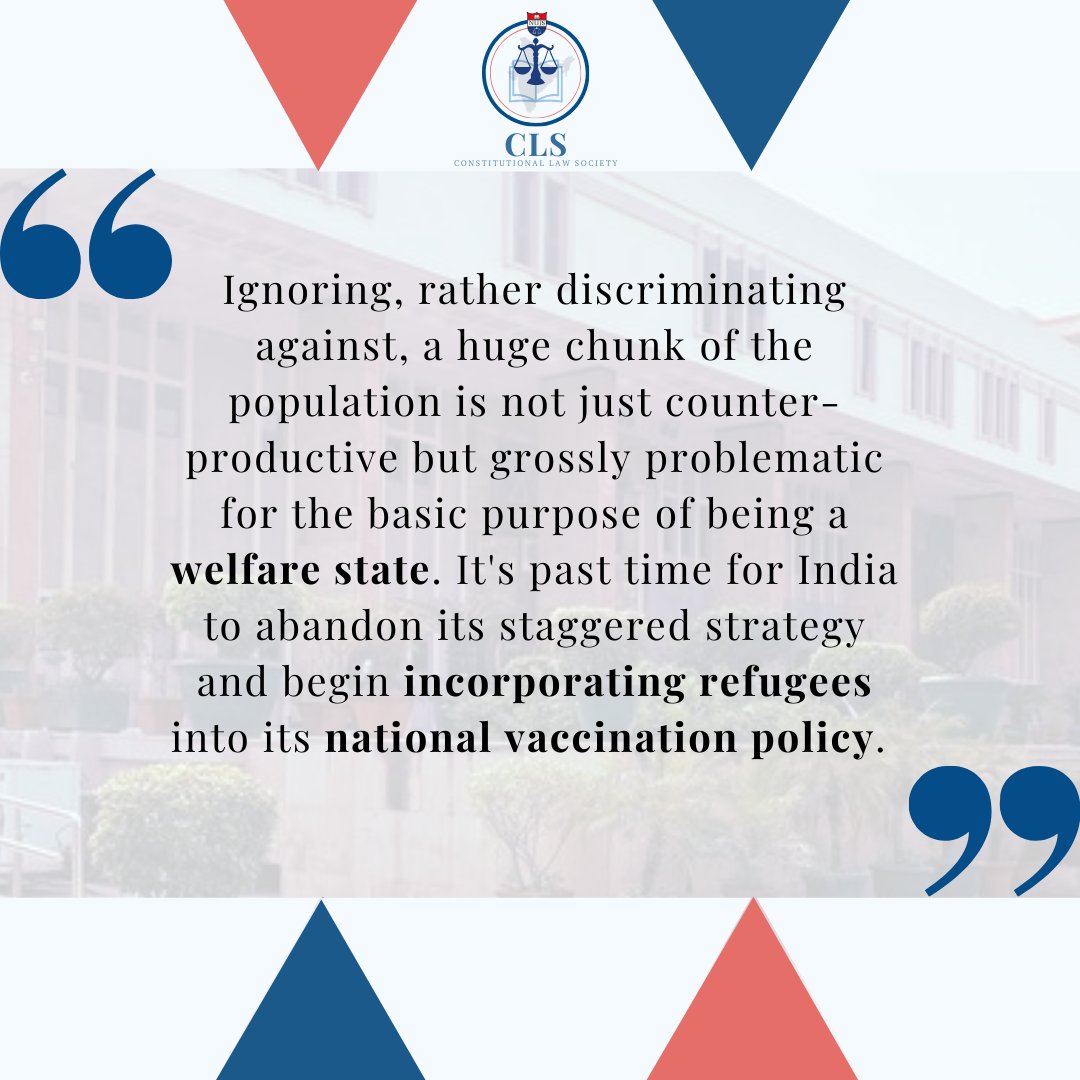 CLS
CONSTITUTIONAL LAW SOCIETY
“
Ignoring, rather discriminating
against, a huge chunk of the
population is not just counter-
productive but grossly problematic
for the basic purpose of being a
welfare state. It's past time for India
to abandon its staggered strategy
and begin incorporating refugees
into its national vaccination policy.
”